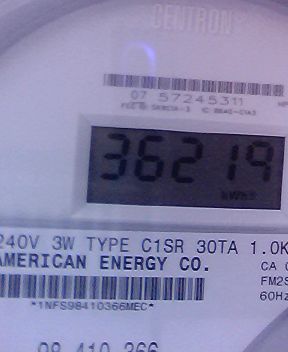 CENTRON
07 57245311
36219
kWh
240V 3W TYPE C1SR 30TA 1.0K
AMERICAN ENERGY CO.
CA
FM2S
60Hz
*1NFS98410366MEC*
98 410 366